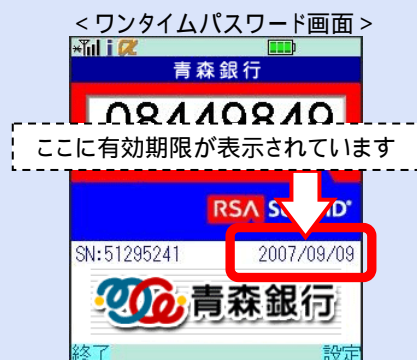 <ワンタイムパスワード画面>
青森銀行
08449849
ここに有効期限が表示されています
RSA
SN:51295241 2007/09/09
青森銀行
終了 設定